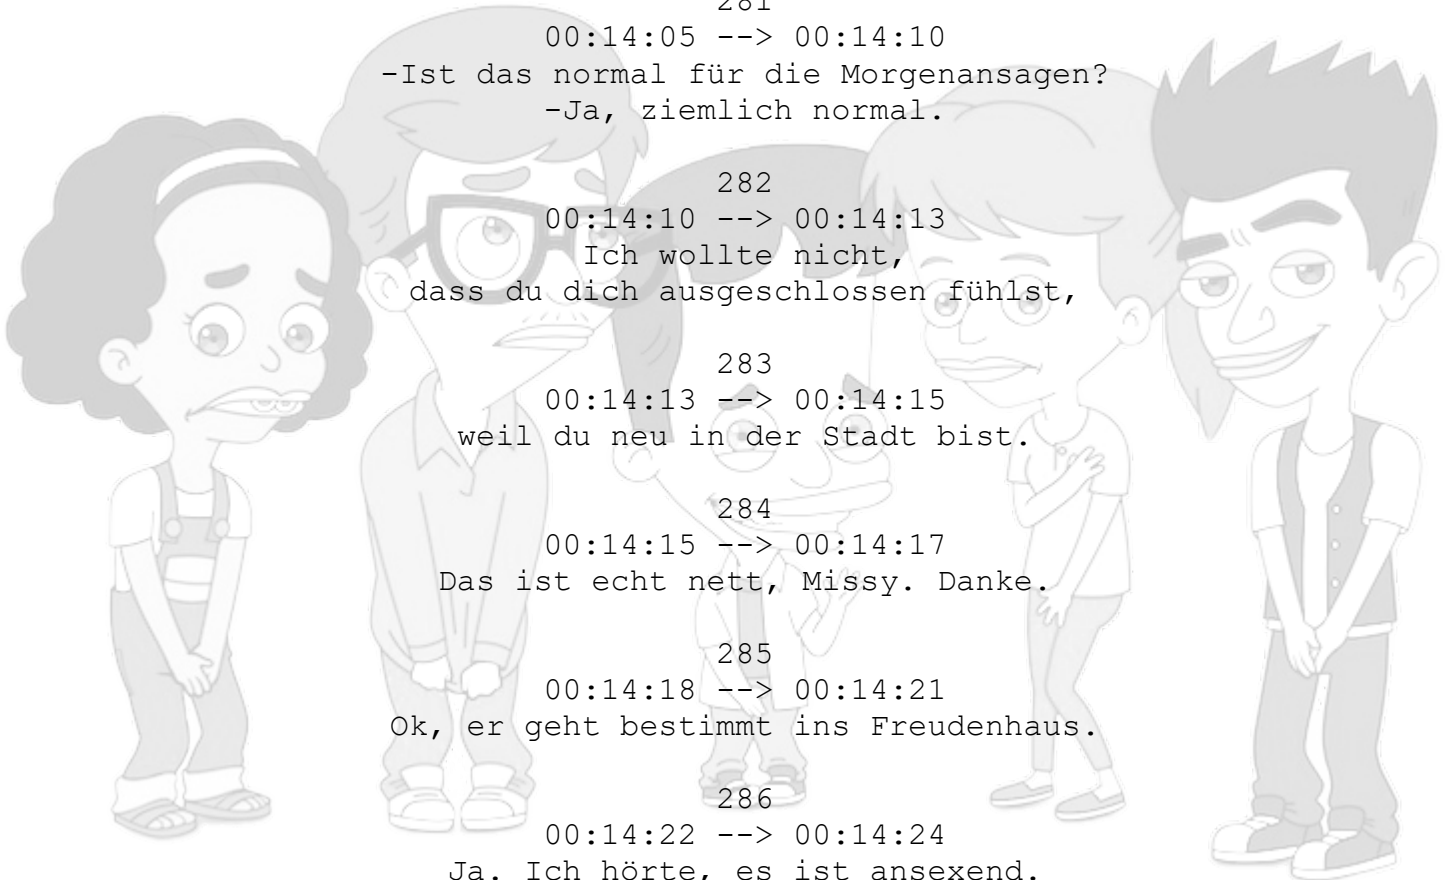 281
00:14:05 --> 00:14:10
-Ist das normal für die Morgenansagen?
-Ja, ziemlich normal.
282
00:14:10 --> 00:14:13
Ich wollte nicht,
dass du dich ausgeschlossen fühlst,
283
00:14:13 --> 00:14:15
weil du neu in der Stadt bist.
284
00:14:15 --> 00:14:17
Das ist echt nett, Missy. Danke.
285
00:14:18 --> 00:14:21
Ok, er geht bestimmt ins Freudenhaus.
286
00:14:22 --> 00:14:24
Ja. Ich hörte, es ist ansexend.